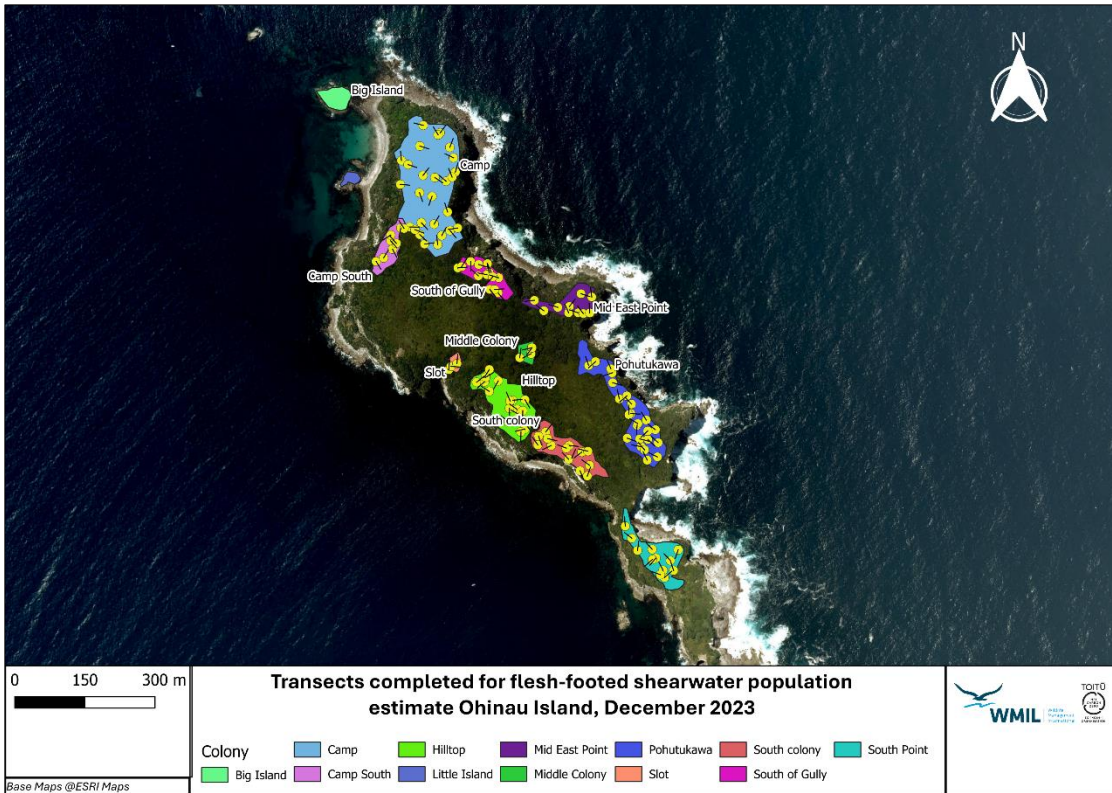 N
Big Island
Camp
Camp South
South of Gully
Mid East Point
Middle Colony
Pohutukawa
Slot
Hilltop
South colony
0 150 300 m
Transects completed for flesh-footed shearwater population
estimate Ohinau Island, December 2023
Colony
Camp Hilltop Mid East Point Pohutukawa South colony South Point
Big Island Camp South Little Island Middle Colony Slot South of Gully
WMIL
TOITŪ
Base Maps @ESRI Maps